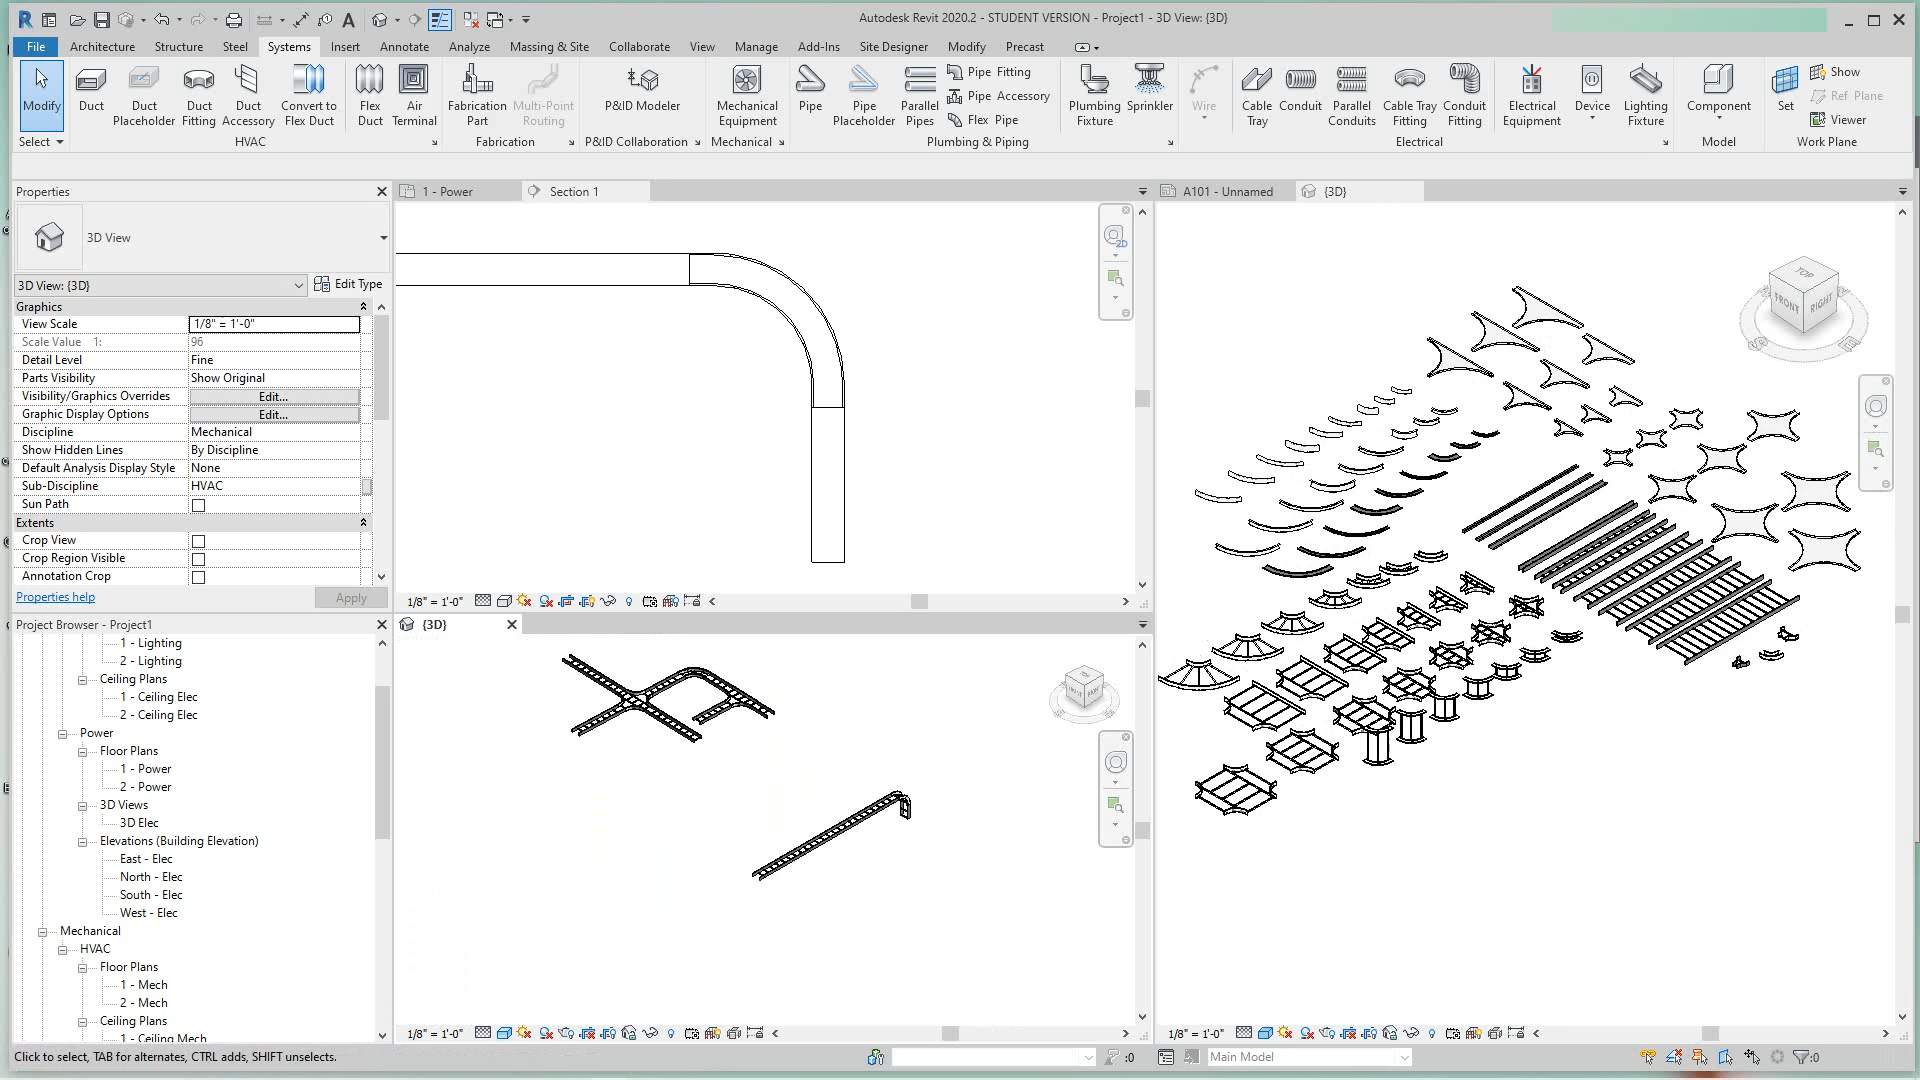 Autodesk Revit 2020.2 - STUDENT VERSION - Project1 - 3D View: {3D}
File Architecture Structure Steel Systems Insert Annotate Analyze Massing & Site Collaborate View Manage Add-Ins Site Designer Modify Precast
Modify
Select
Duct
Duct Placeholder
Duct Fitting
Duct Accessory
Convert to Flex Duct
Flex Duct
Air Terminal
HVAC
Fabrication Part
Multi-Point Routing
Fabrication
P&ID Modeler
P&ID Collaboration
Mechanical Equipment
Mechanical
Pipe
Pipe Placeholder
Parallel Pipes
Pipe Fitting
Pipe Accessory
Flex Pipe
Plumbing Fixture
Sprinkler
Plumbing & Piping
Wire
Cable Tray
Conduit
Parallel Conduits
Cable Tray Fitting
Conduit Fitting
Electrical Equipment
Device
Lighting Fixture
Electrical
Component
Model
Set
Show
Ref Plane
Viewer
Work Plane
Properties
3D View
3D View: {3D} Edit Type
Graphics
View Scale 1/8" = 1'-0"
Scale Value 1: 96
Detail Level Fine
Parts Visibility Show Original
Visibility/Graphics Overrides Edit...
Graphic Display Options Edit...
Discipline Mechanical
Show Hidden Lines By Discipline
Default Analysis Display Style None
Sub-Discipline HVAC
Sun Path
Extents
Crop View
Crop Region Visible
Annotation Crop
Properties help Apply
Project Browser - Project1
1 - Lighting
2 - Lighting
Ceiling Plans
1 - Ceiling Elec
2 - Ceiling Elec
Power
Floor Plans
1 - Power
2 - Power
3D Views
3D Elec
Elevations (Building Elevation)
East - Elec
North - Elec
South - Elec
West - Elec
Mechanical
HVAC
Floor Plans
1 - Mech
2 - Mech
Ceiling Plans
1 - Ceiling Mech
1 - Power Section 1
2D
1/8" = 1'-0"
{3D}
1/8" = 1'-0"
A101 - Unnamed {3D}
TOP
FRONT RIGHT
1/8" = 1'-0"
Click to select, TAB for alternates, CTRL adds, SHIFT unselects.
:0
Main Model
:0